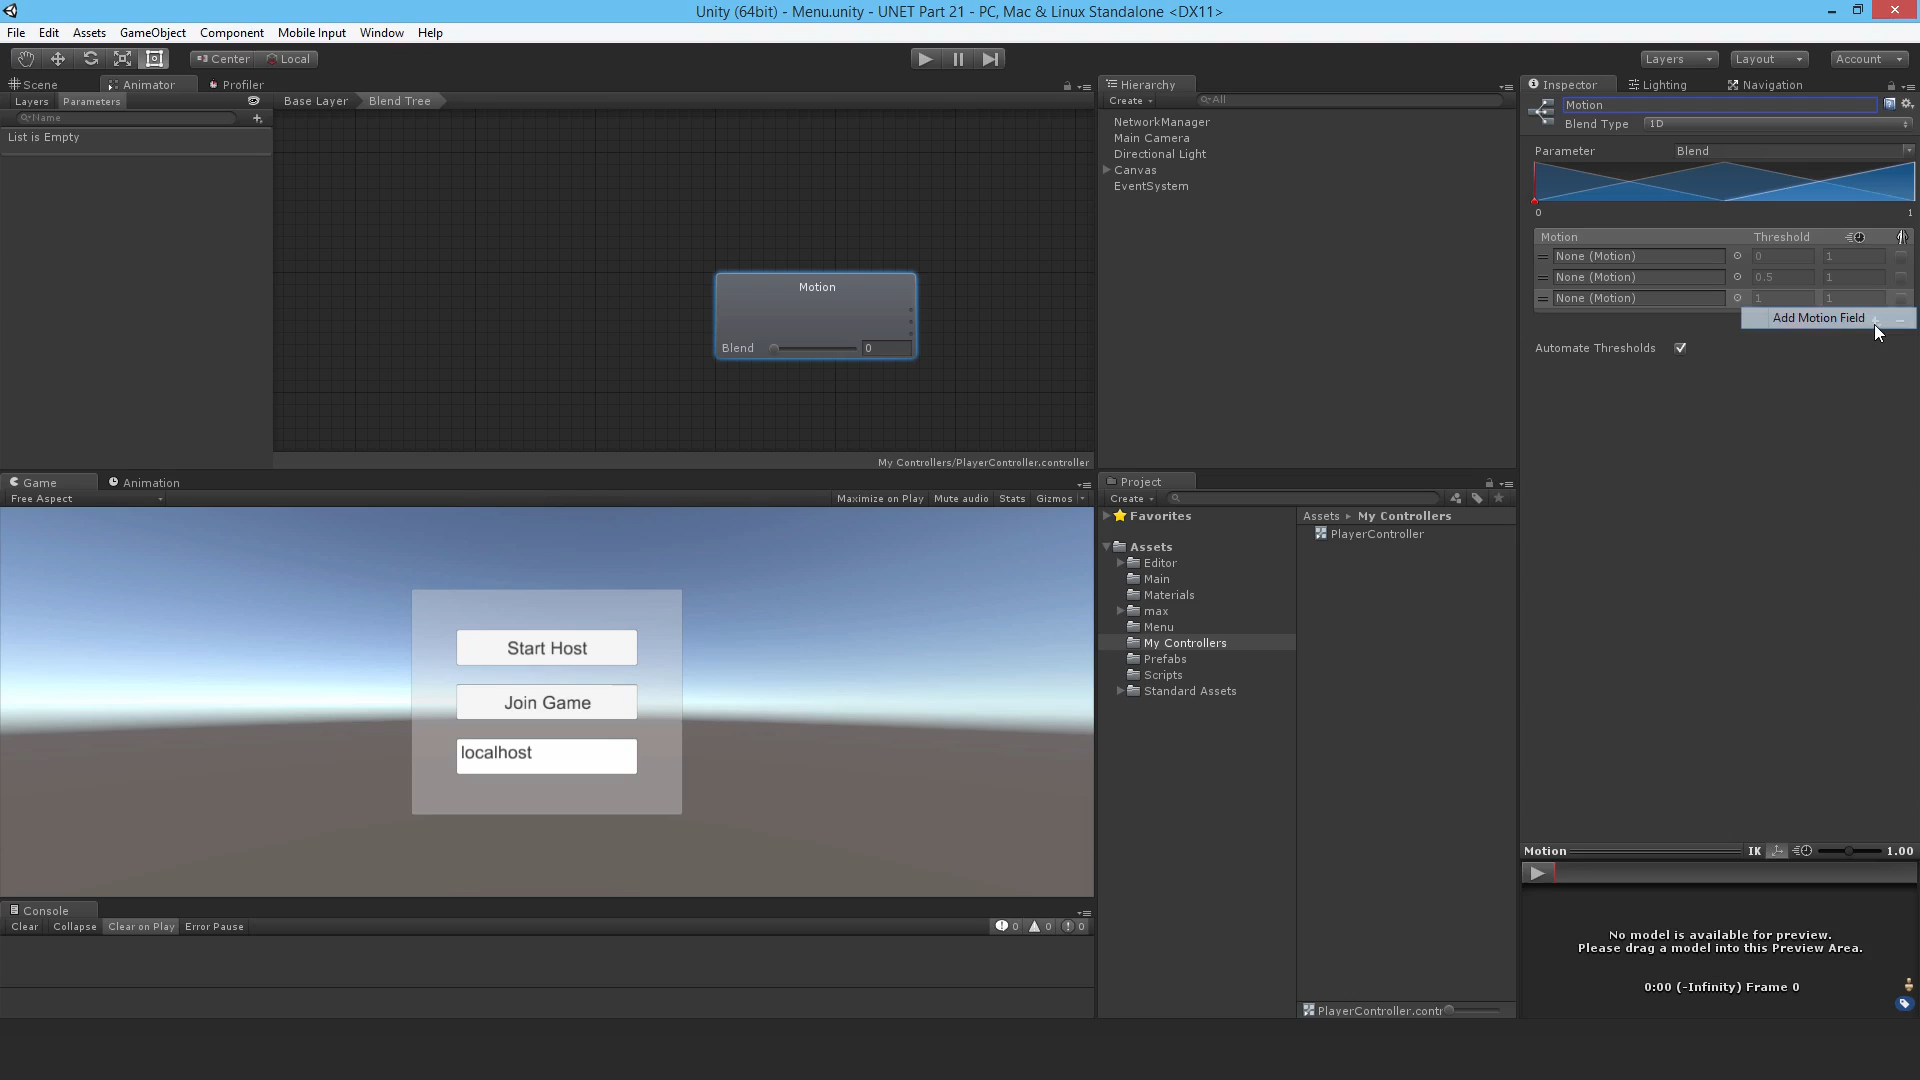 Unity (64bit) - Menu.unity - UNET Part 21 - PC, Mac & Linux Standalone <DX11>
File Edit Assets GameObject Component Mobile Input Window Help
Center Local Layers Layout Account
Scene Animator Profiler
Layers Parameters Base Layer Blend Tree
Name
List is Empty
Motion
Blend 0
My Controllers/PlayerController.controller
Hierarchy
Create All
NetworkManager
Main Camera
Directional Light
Canvas
EventSystem
Inspector Lighting Navigation
Motion
Blend Type 1D
Parameter Blend
0 1
Motion Threshold
None (Motion) 0 1
None (Motion) 0.5 1
None (Motion) 1 1
Add Motion Field
Automate Thresholds
Game Animation
Free Aspect Maximize on Play Mute audio Stats Gizmos
Start Host
Join Game
localhost
Project
Create
Favorites
Assets
Editor
Main
Materials
max
Menu
My Controllers
Prefabs
Scripts
Standard Assets
Assets My Controllers
PlayerController
PlayerController.contr
Console
Clear Collapse Clear on Play Error Pause 0 0 0
Motion IK 1.00
No model is available for preview.
Please drag a model into this Preview Area.
0:00 (-Infinity) Frame 0